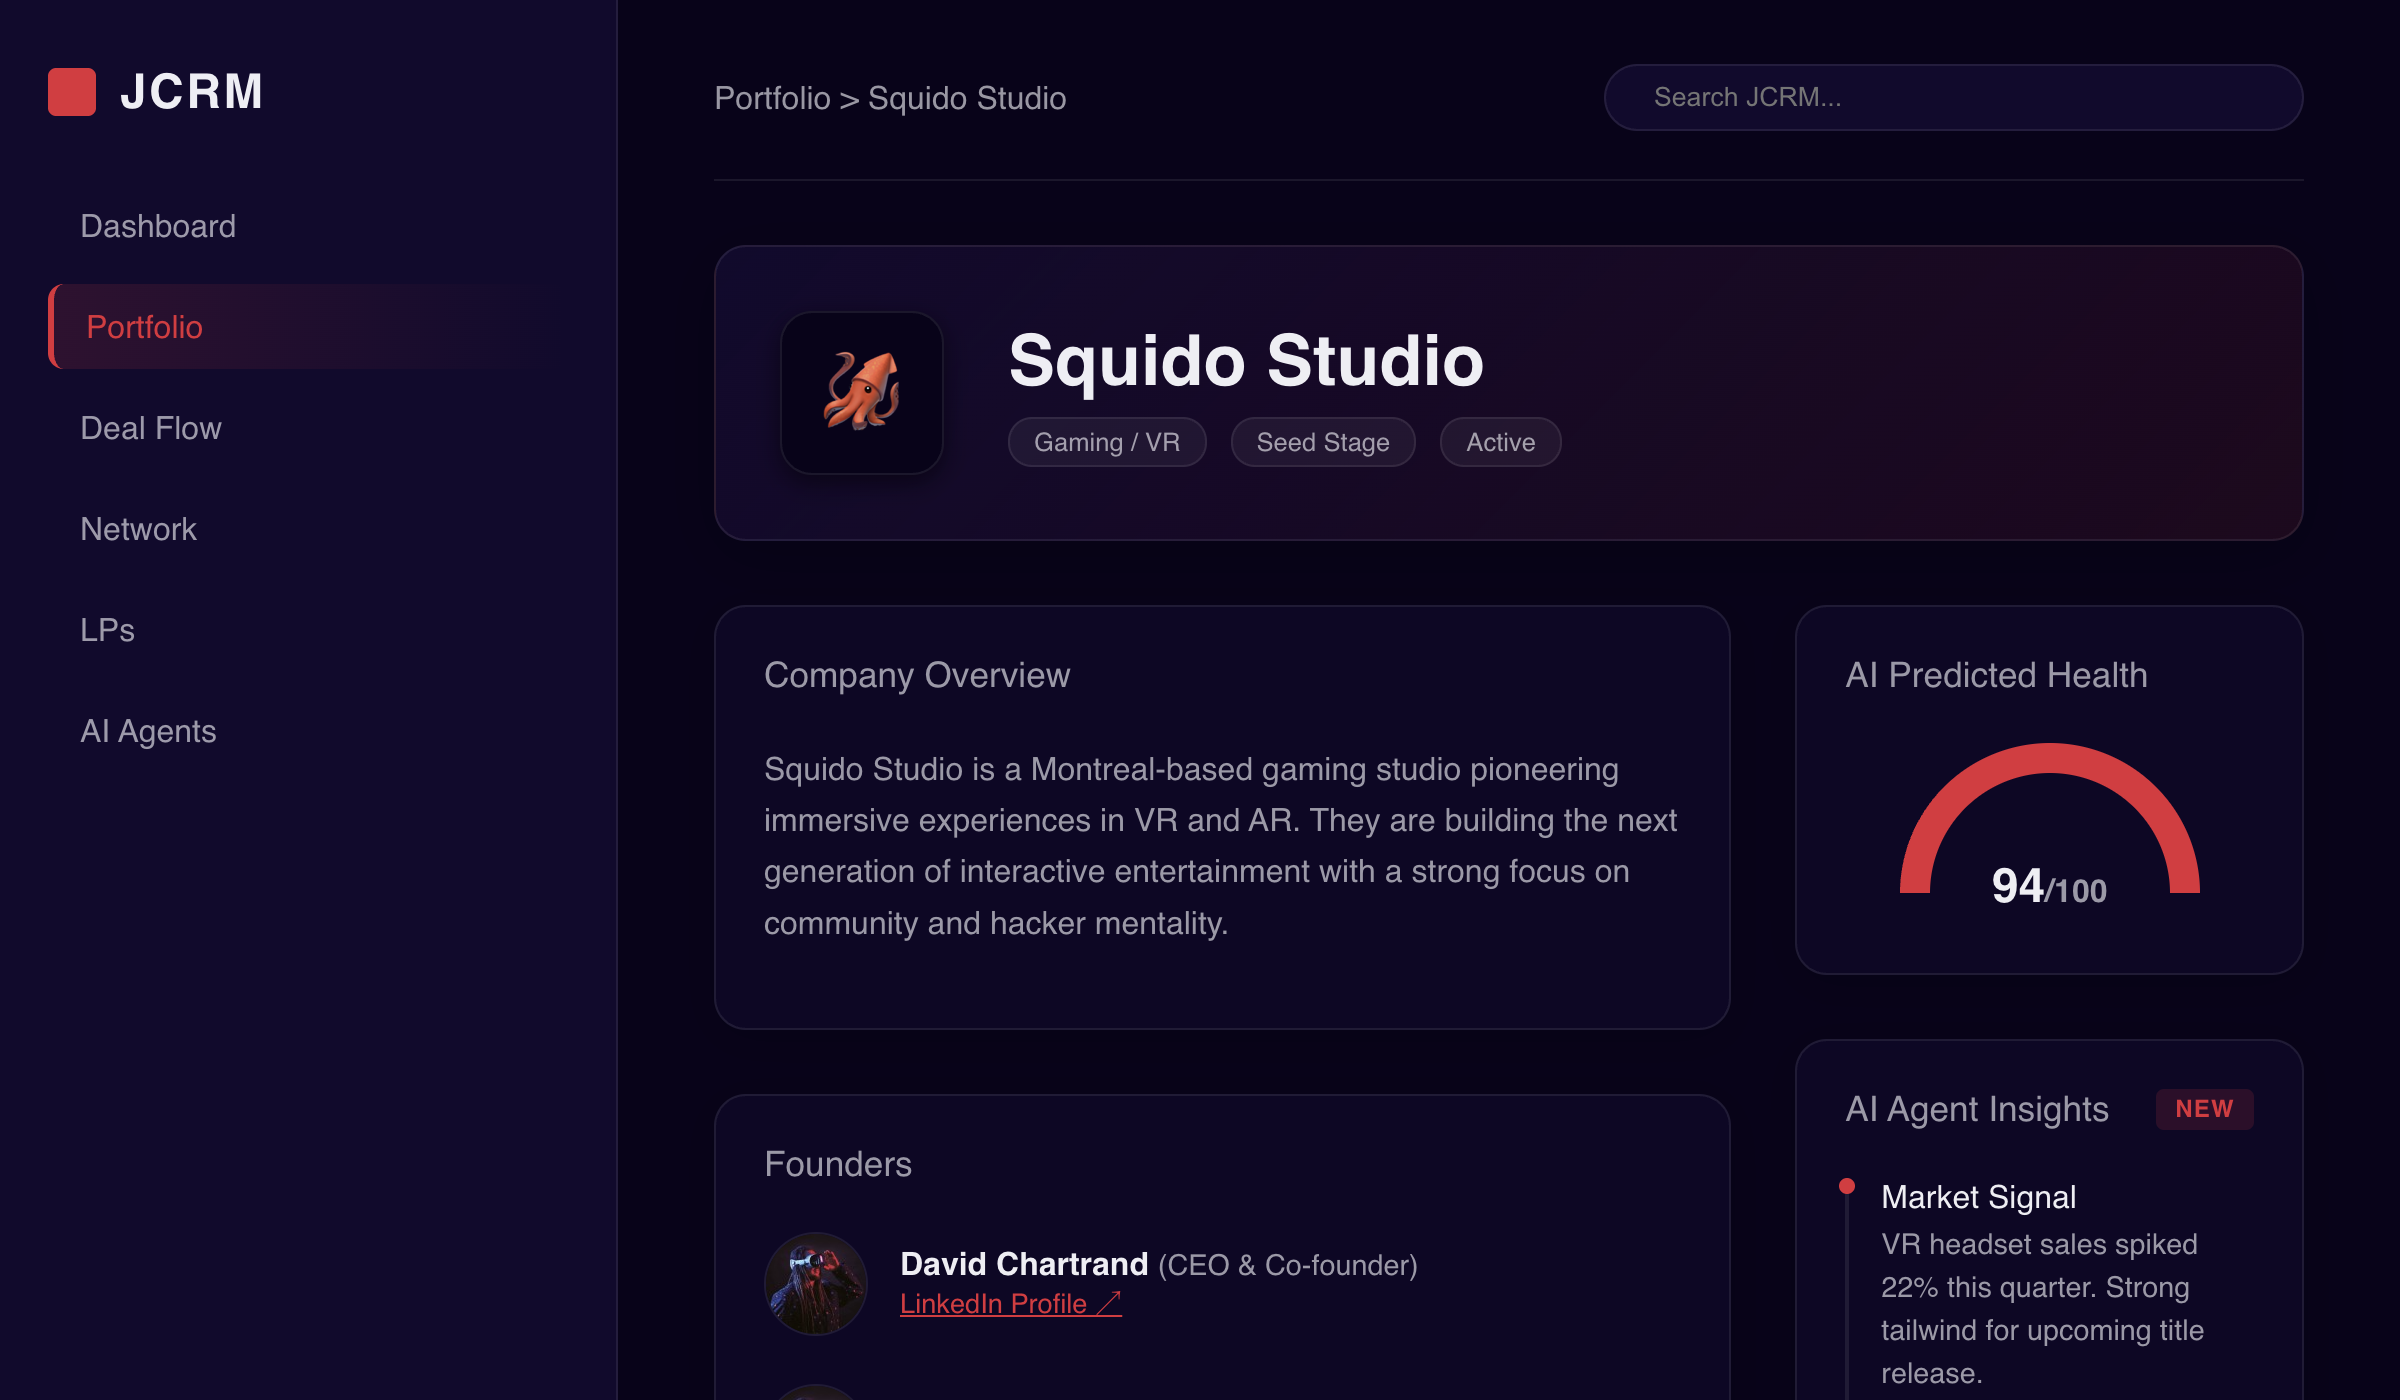 JCRM
Dashboard
Portfolio
Deal Flow
Network
LPs
AI Agents
Portfolio > Squido Studio
Search JCRM...
Squido Studio
Gaming / VR
Seed Stage
Active
Company Overview
Squido Studio is a Montreal-based gaming studio pioneering
immersive experiences in VR and AR. They are building the next
generation of interactive entertainment with a strong focus on
community and hacker mentality.
Founders
David Chartrand (CEO & Co-founder)
LinkedIn Profile ↗
AI Predicted Health
94/100
AI Agent Insights
NEW
Market Signal
VR headset sales spiked
22% this quarter. Strong
tailwind for upcoming title
release.